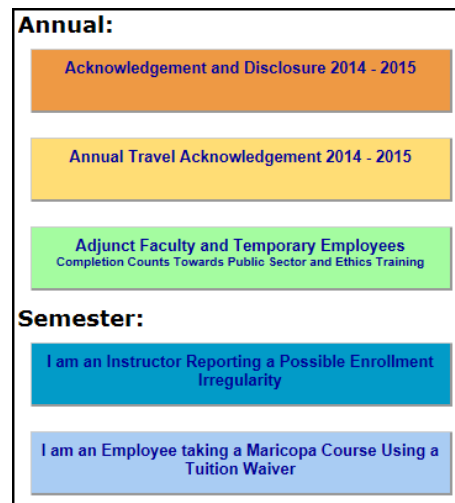 Annual:
Acknowledgement and Disclosure 2014 - 2015
Annual Travel Acknowledgement 2014 - 2015
Adjunct Faculty and Temporary Employees
Completion Counts Towards Public Sector and Ethics Training
Semester:
I am an Instructor Reporting a Possible Enrollment
Irregularity
I am an Employee taking a Maricopa Course Using a
Tuition Waiver